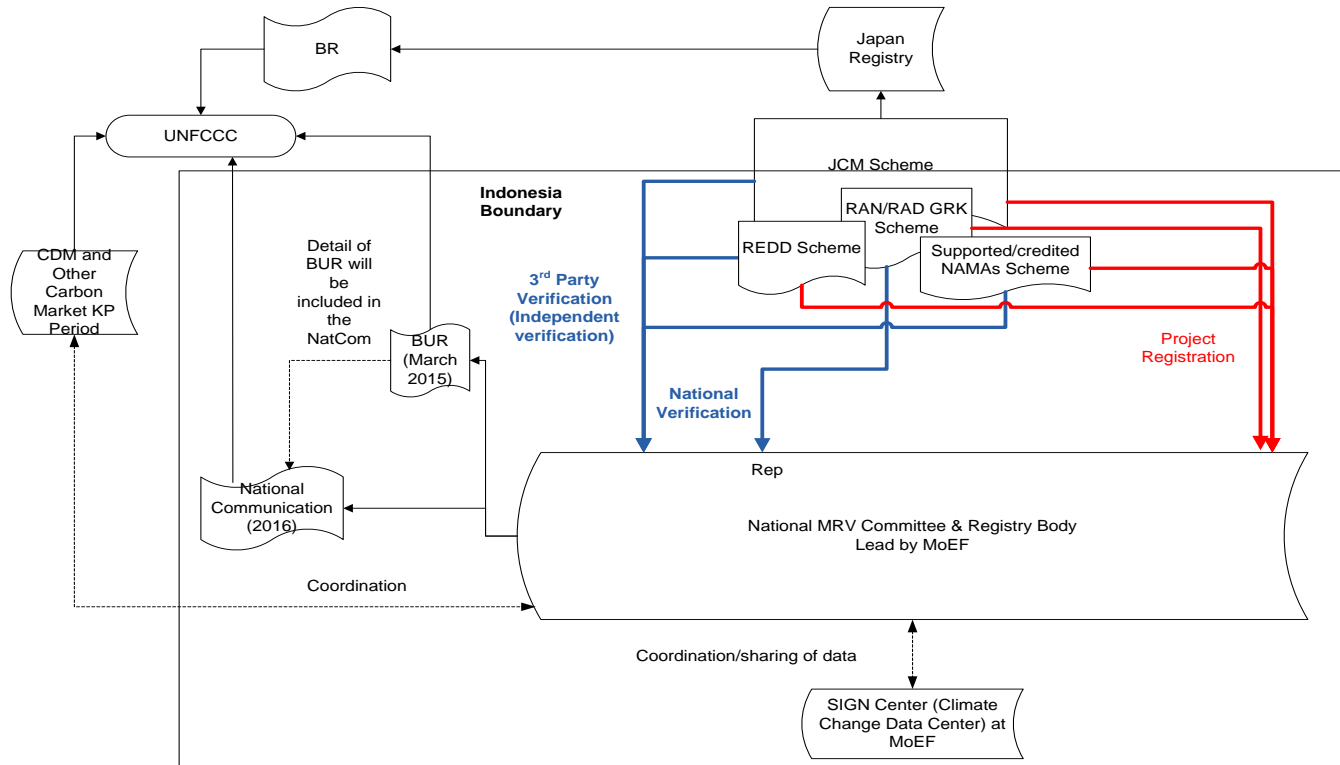 BR
Japan
Registry
UNFCCC
JCM Scheme
Indonesia
Boundary
RAN/RAD GRK
Scheme
REDD Scheme
Supported/credited
NAMAs Scheme
CDM and
Other
Carbon
Market KP
Period
Detail of
BUR will
be
included in
the
NatCom
3rd Party
Verification
(Independent
verification)
BUR
(March
2015)
Project
Registration
National
Verification
National
Communication
(2016)
Rep
National MRV Committee & Registry Body
Lead by MoEF
Coordination
Coordination/sharing of data
SIGN Center (Climate
Change Data Center) at
MoEF